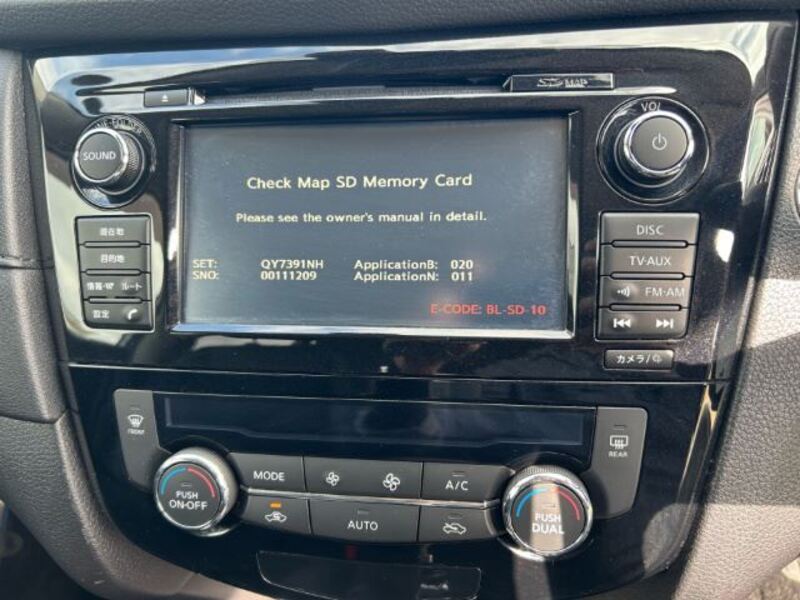 SD MAP
TUNE·FOLDER
SOUND
VOL
Check Map SD Memory Card
Please see the owner's manual in detail.
SET: QY7391NH ApplicationB: 020
SNO: 00111209 ApplicationN: 011
E-CODE: BL-SD-10
現在地
目的地
情報·VP ルート
設定
DISC
TV·AUX
FM·AM
カメラ/
FRONT
REAR
MODE
A/C
PUSH
ON·OFF
AUTO
PUSH
DUAL